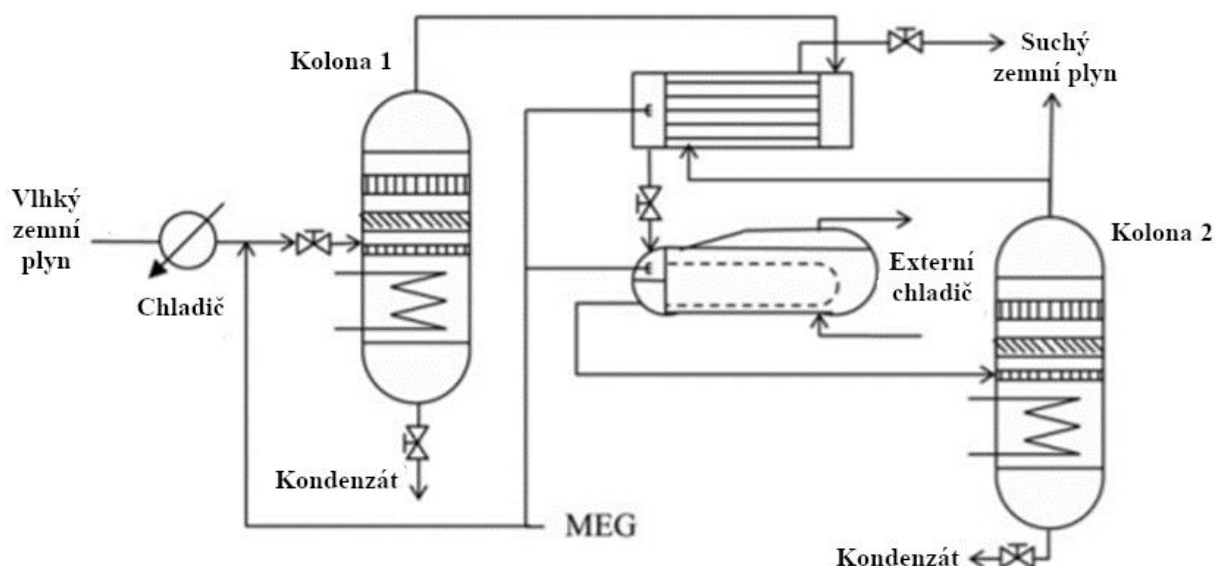 Kolona 1
Suchý
zemní plyn
Vlhký
zemní
plyn
Kolona 2
Externí
chladič
Chladič
Kondenzát
MEG
Kondenzát